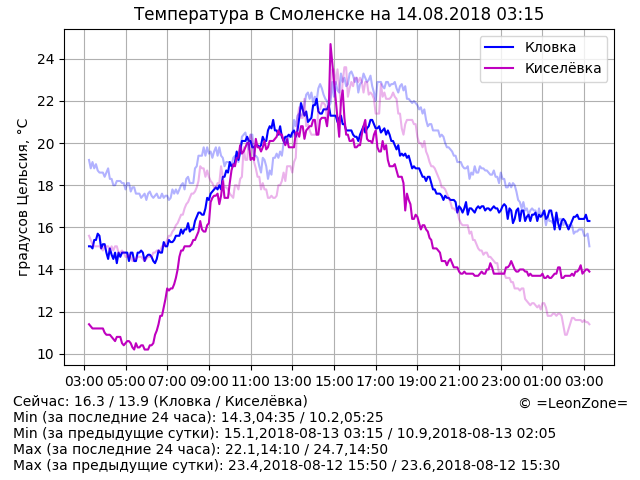 Температура в Смоленске на 14.08.2018 03:15
градусов Цельсия, °C
24
22
20
18
16
14
12
10
Кловка
Киселёвка
03:00 05:00 07:00 09:00 11:00 13:00 15:00 17:00 19:00 21:00 23:00 01:00 03:00
Сейчас: 16.3 / 13.9 (Кловка / Киселёвка)
© =LeonZone=
Min (за последние 24 часа): 14.3,04:35 / 10.2,05:25
Min (за предыдущие сутки): 15.1,2018-08-13 03:15 / 10.9,2018-08-13 02:05
Max (за последние 24 часа): 22.1,14:10 / 24.7,14:50
Max (за предыдущие сутки): 23.4,2018-08-12 15:50 / 23.6,2018-08-12 15:30